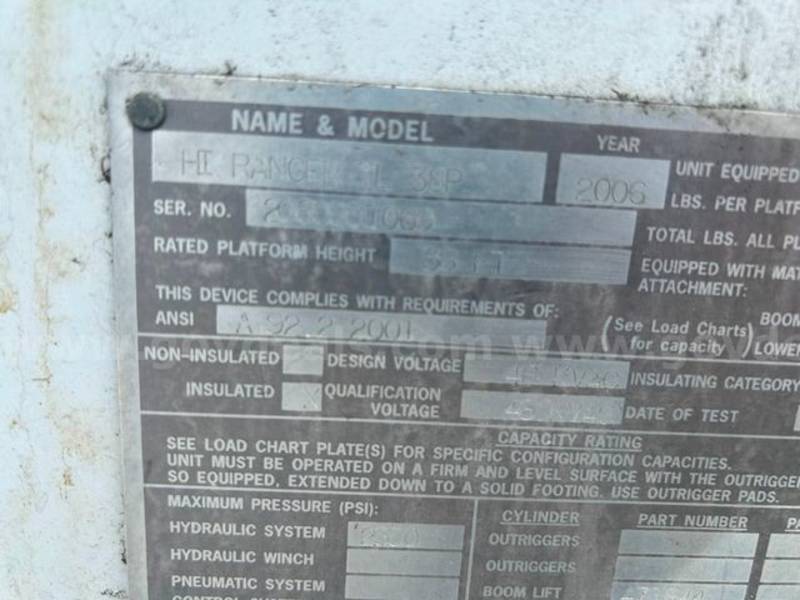 NAME & MODEL
YEAR
HI RANGER 38P
2006
UNIT EQUIPPED
LBS. PER PLATF
SER. NO.
TOTAL LBS. ALL PL
RATED PLATFORM HEIGHT
EQUIPPED WITH MAT
ATTACHMENT:
THIS DEVICE COMPLIES WITH REQUIREMENTS OF:
ANSI A 92.2 2001
(See Load Charts for capacity)
BOOM
LOWER
NON-INSULATED
DESIGN VOLTAGE
INSULATING CATEGORY
INSULATED X
QUALIFICATION VOLTAGE
DATE OF TEST
CAPACITY RATING
SEE LOAD CHART PLATE(S) FOR SPECIFIC CONFIGURATION CAPACITIES.
UNIT MUST BE OPERATED ON A FIRM AND LEVEL SURFACE WITH THE OUTRIGGER
SO EQUIPPED, EXTENDED DOWN TO A SOLID FOOTING. USE OUTRIGGER PADS.
MAXIMUM PRESSURE (PSI):
CYLINDER PART NUMBER PA
HYDRAULIC SYSTEM
OUTRIGGERS
HYDRAULIC WINCH
OUTRIGGERS
PNEUMATIC SYSTEM
BOOM LIFT